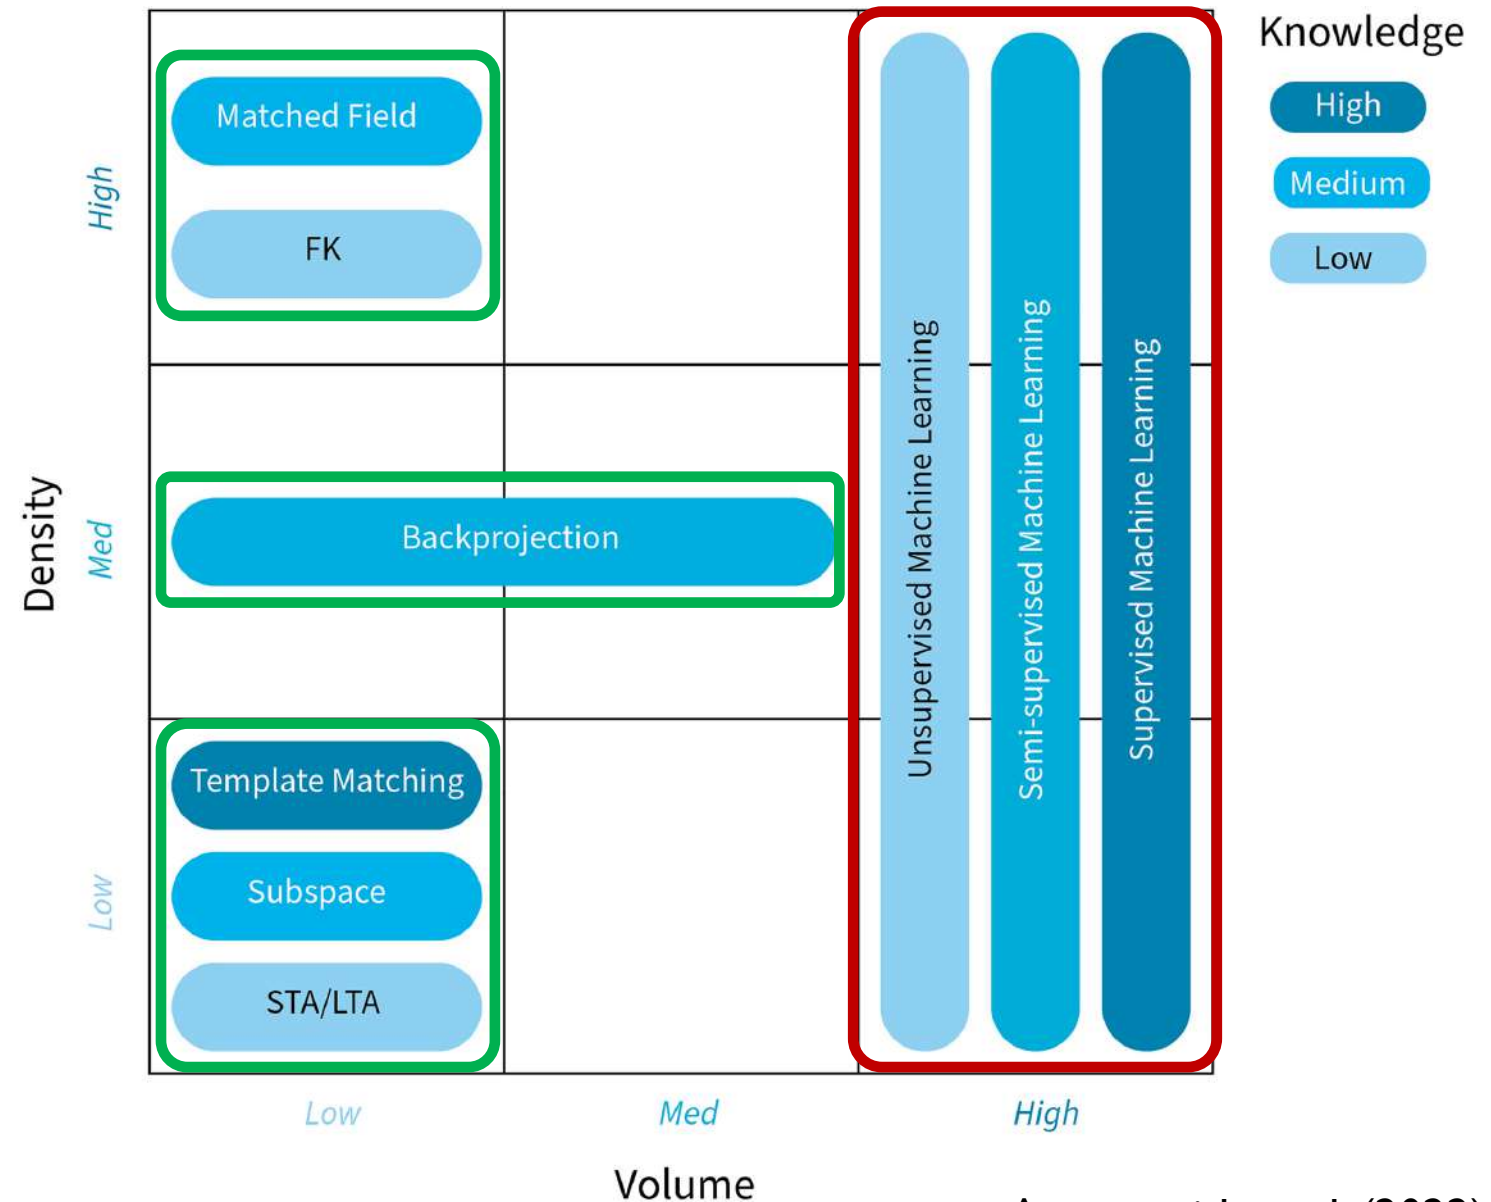 Knowledge
High
Medium
Low
Density
High
Med
Low
Matched Field
FK
Backprojection
Template Matching
Subspace
STA/LTA
Unsupervised Machine Learning
Semi-supervised Machine Learning
Supervised Machine Learning
Low
Med
High
Volume